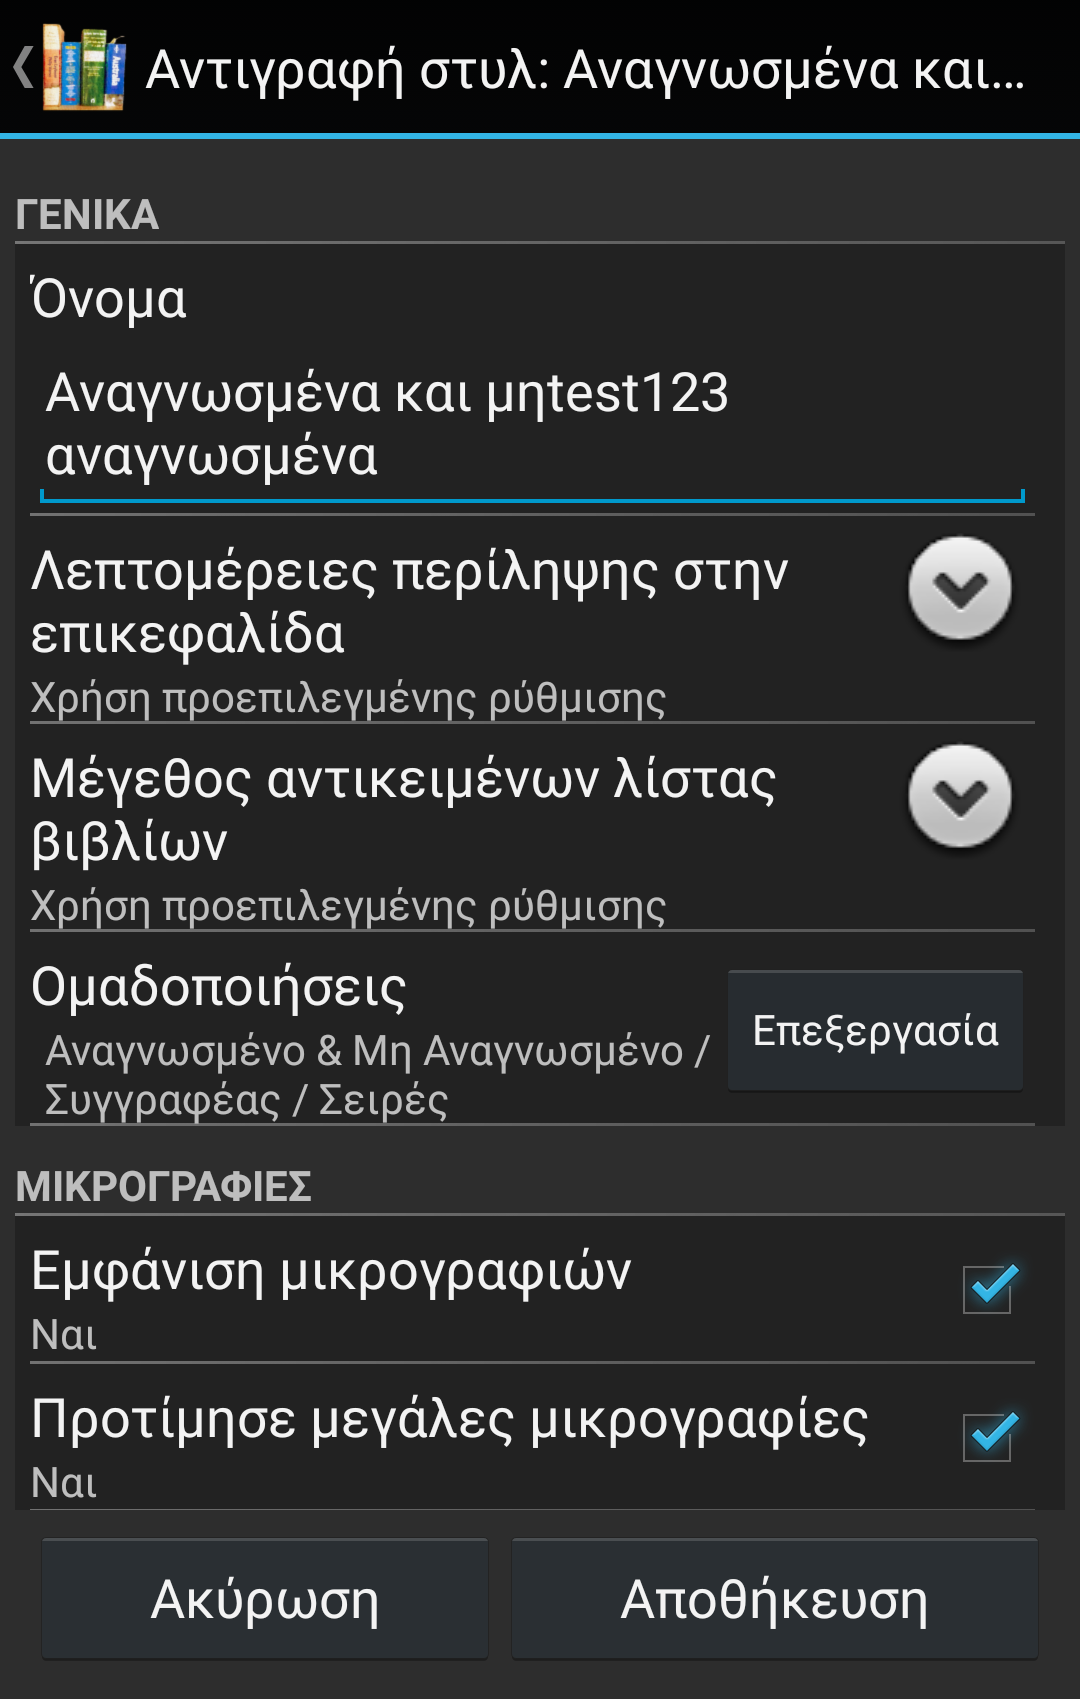 Αντιγραφή στυλ: Αναγνωσμένα και...
ΓΕΝΙΚΑ
Όνομα
Αναγνωσμένα και μηtest123
αναγνωσμένα
Λεπτομέρειες περίληψης στην
επικεφαλίδα
Χρήση προεπιλεγμένης ρύθμισης
Μέγεθος αντικειμένων λίστας
βιβλίων
Χρήση προεπιλεγμένης ρύθμισης
Ομαδοποιήσεις
Αναγνωσμένο & Μη Αναγνωσμένο /
Συγγραφέας / Σειρές
Επεξεργασία
ΜΙΚΡΟΓΡΑΦΙΕΣ
Εμφάνιση μικρογραφιών
Ναι
Προτίμησε μεγάλες μικρογραφίες
Ναι
Ακύρωση
Αποθήκευση